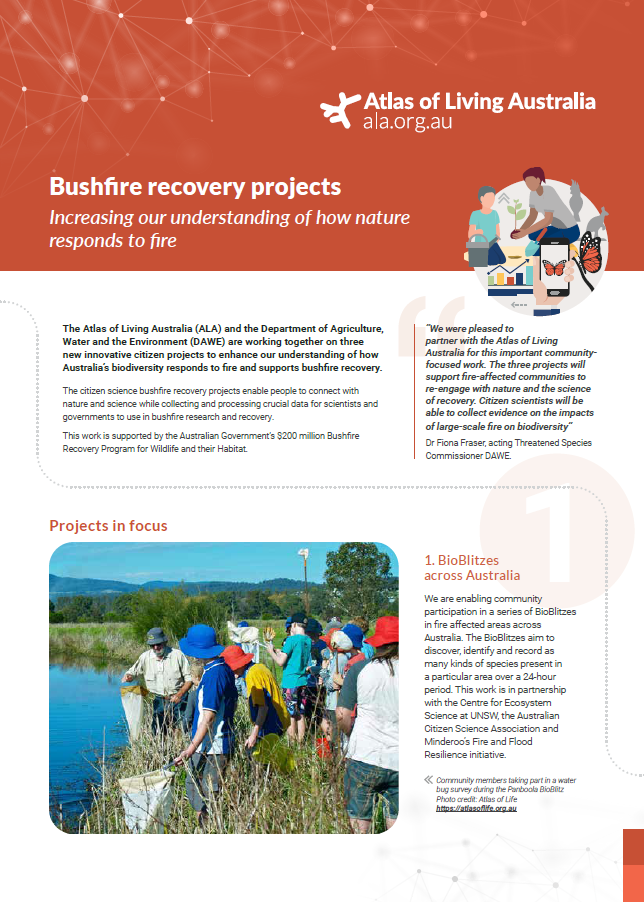 Atlas of Living Australia
ala.org.au
Bushfire recovery projects
Increasing our understanding of how nature
responds to fire
The Atlas of Living Australia (ALA) and the Department of Agriculture,
Water and the Environment (DAWE) are working together on three
new innovative citizen projects to enhance our understanding of how
Australia's biodiversity responds to fire and supports bushfire recovery.
The citizen science bushfire recovery projects enable people to connect with
nature and science while collecting and processing crucial data for scientists and
governments to use in bushfire research and recovery.
This work is supported by the Australian Government's $200 million Bushfire
Recovery Program for Wildlife and their Habitat.
“
“We were pleased to
partner with the Atlas of Living
Australia for this important community-
focused work. The three projects will
support fire-affected communities to
re-engage with nature and the science
of recovery. Citizen scientists will be
able to collect evidence on the impacts
of large-scale fire on biodiversity”
Dr Fiona Fraser, acting Threatened Species
Commissioner DAWE.
Projects in focus
1
1. BioBlitzes
across Australia
We are enabling community
participation in a series of BioBlitzes
in fire affected areas across
Australia. The BioBlitzes aim to
discover, identify and record as
many kinds of species present in
a particular area over a 24-hour
period. This work is in partnership
with the Centre for Ecosystem
Science at UNSW, the Australian
Citizen Science Association and
Minderoo's Fire and Flood
Resilience initiative.
Community members taking part in a water
bug survey during the Panboola BioBlitz
Photo credit: Atlas of Life
https://atlasoflife.org.au